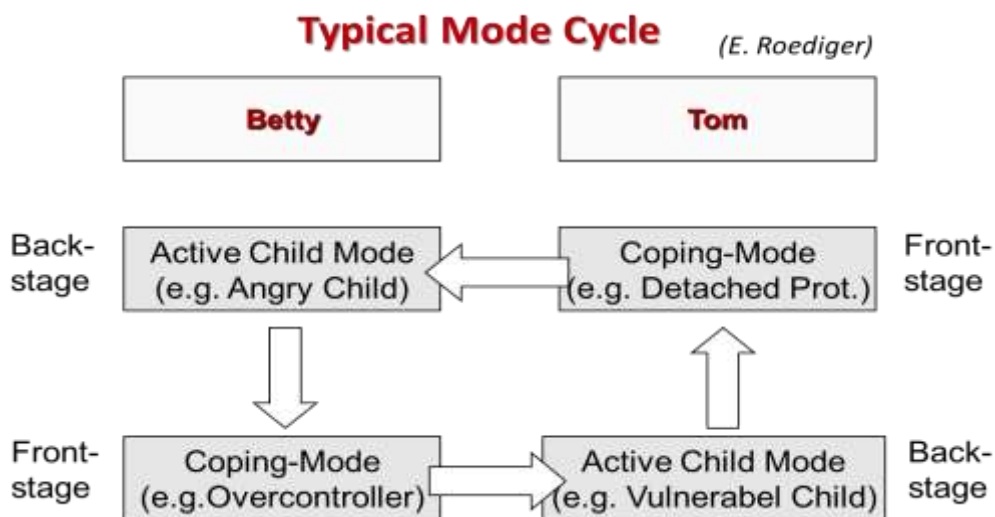 Typical Mode Cycle
(E. Roediger)
Betty
Tom
Back-
stage
Active Child Mode
(e.g. Angry Child)
Coping-Mode
(e.g. Detached Prot.)
Front-
stage
Front-
stage
Coping-Mode
(e.g.Overcontroller)
Active Child Mode
(e.g. Vulnerabel Child)
Back-
stage